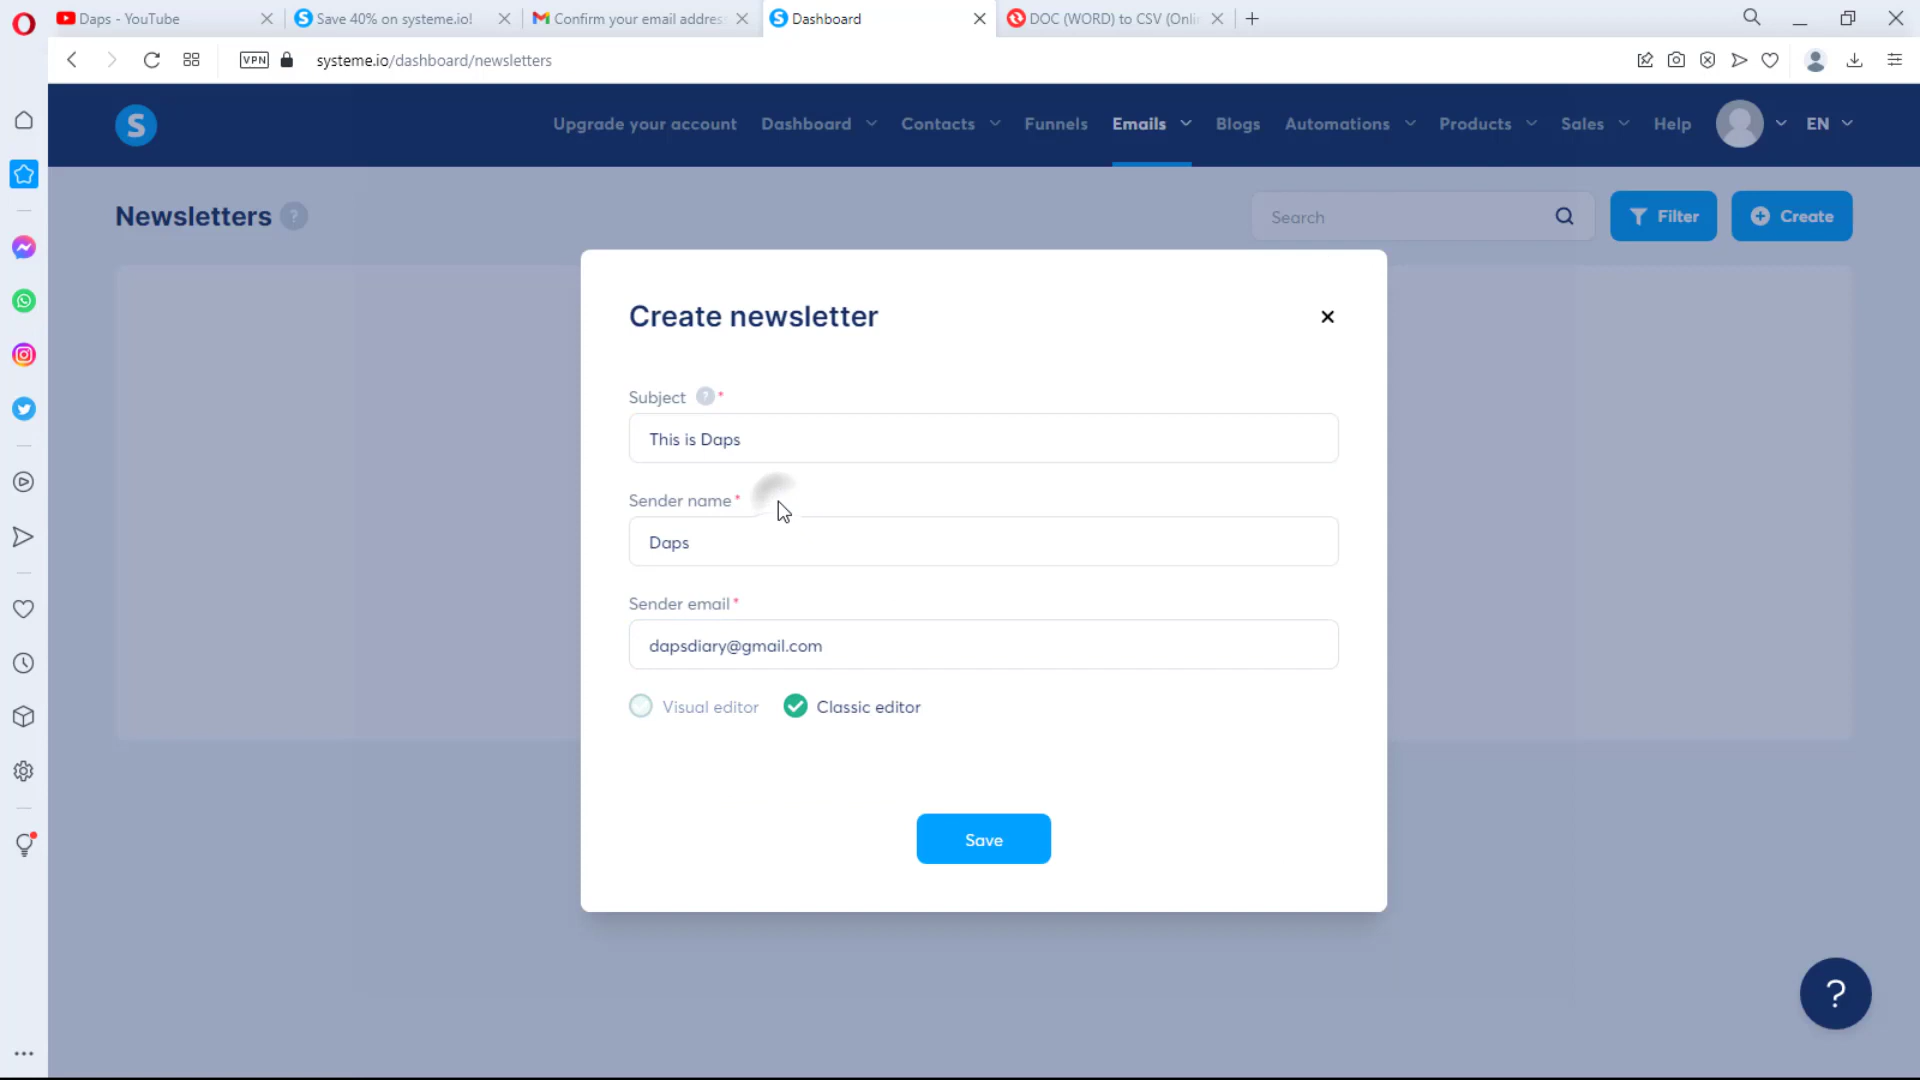 Daps - YouTube
Save 40% on systeme.io!
Confirm your email addres
Dashboard
DOC (WORD) to CSV (Onli
VPN
systeme.io/dashboard/newsletters
S
Upgrade your account
Dashboard
Contacts
Funnels
Emails
Blogs
Automations
Products
Sales
Help
EN
Newsletters ?
Search
Filter
Create
Create newsletter
Subject ? *
This is Daps
Sender name *
Daps
Sender email *
dapsdiary@gmail.com
Visual editor
Classic editor
Save
?